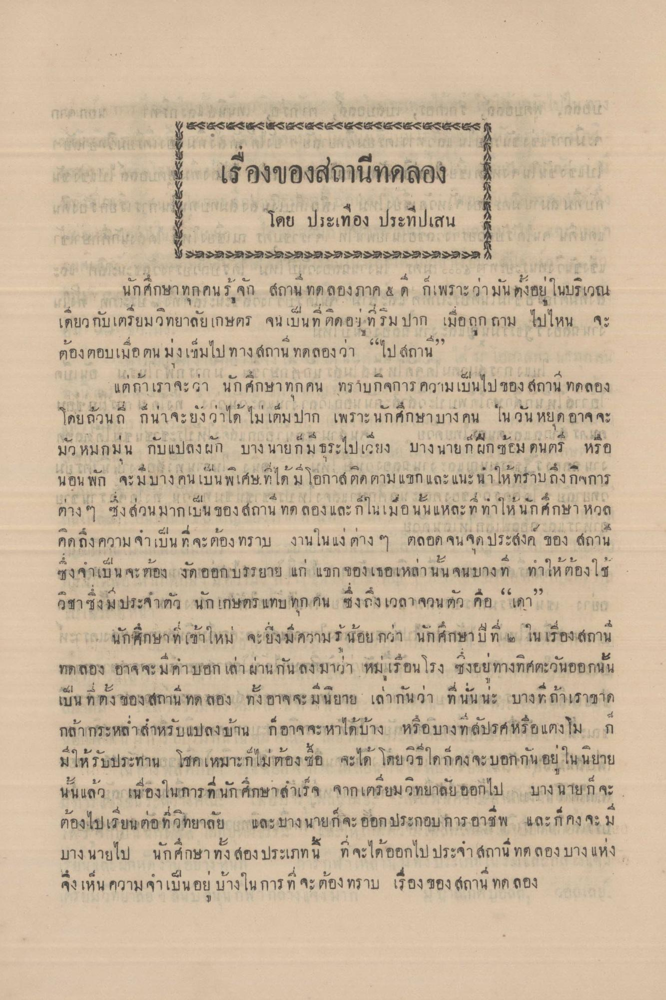 เรื่องของสถานีทดลอง
โดย ประเทือง ประทีปเสน
นักศึกษาทุกคนรู้จัก สถานีทดลองภาค ๕ ดี ก็เพราะว่ามันตั้งอยู่ในบริเวณ
เดียวกับเตรียมวิทยาลัยเกษตร จนเป็นที่ติดอยู่ที่ริมปาก เมื่อถูกถาม ไปไหน จะ
ต้องตอบเมื่อตนมุ่งเข็มไปทางสถานีทดลองว่า “ไปสถานี”
แต่ถ้าเราจะว่า นักศึกษาทุกคน ทราบกิจการความเป็นไปของสถานีทดลอง
โดยถ้วนถี่ ก็น่าจะยังว่าได้ไม่เต็มปาก เพราะนักศึกษาบางคน ในวันหยุดอาจจะ
มัวหมกมุ่น กับแปลงผัก บางนายก็มีธุระไปเวียง บางนายก็ฝึกซ้อมดนตรี หรือ
นอนพัก จะมีบางคนเป็นพิเศษที่ได้มีโอกาสติดตามแขกและแนะนำให้ทราบถึงกิจการ
ต่างๆ ซึ่งส่วนมากเป็นของสถานีทดลองและก็ในเมื่อนั้นแหละที่ทำให้นักศึกษาหวล
คิดถึงความจำเป็นที่จะต้องทราบ งานในแง่ต่างๆ ตลอดจนจุดประสงค์ ของ สถานี
ซึ่งจำเป็นจะต้อง งัดออกบรรยาย แก่ แขกของเธอเหล่านั้นจนบางที ทำให้ต้องใช้
วิชาซึ่งมีประจำตัว นักเกษตรแทบทุกคน ซึ่งถึงเวลาจวนตัว คือ “เดา”
นักศึกษาที่เข้าใหม่ จะยิ่งมีความรู้น้อยกว่า นักศึกษาปีที่ ๒ ในเรื่องสถานี
ทดลอง อาจจะมีคำบอกเล่าผ่านกันลงมาว่า หมู่เรือนโรง ซึ่งอยู่ทางทิศตะวันออกนั้น
เป็นที่ตั้งของสถานีทดลอง ทั้งอาจจะมีนิยาย เล่ากันว่า ที่นั่นน่ะ บางทีถ้าเราขาด
กล้ากระหล่ำสำหรับแปลงบ้าน ก็อาจจะหาได้บ้าง หรือบางทีสัปรศหรือแตงโม ก็
มีให้รับประทาน โชคเหมาะก็ไม่ต้องซื้อ จะได้ โดยวิธีใดก็คงจะบอกกันอยู่ในนิยาย
นั้นแล้ว เนื่องในการที่นักศึกษาสำเร็จ จากเตรียมวิทยาลัยออกไป บางนายก็จะ
ต้องไปเรียนต่อที่วิทยาลัย และบางนายก็จะออกประกอบการอาชีพ และก็คงจะมี
บางนายไป นักศึกษาทั้งสองประเภทนี้ ที่จะได้ออกไปประจำสถานีทดลองบางแห่ง
จึงเห็นความจำเป็นอยู่บ้างในการที่จะต้องทราบ เรื่องของสถานีทดลอง